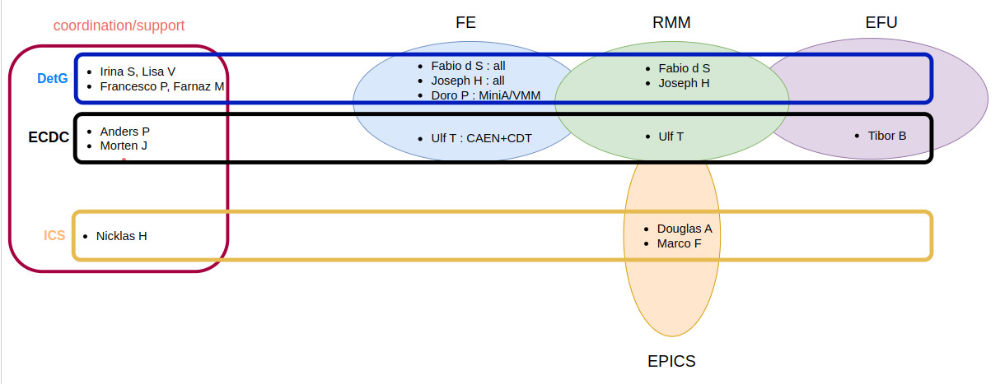 coordination/support
FE
RMM
EFU
DetG
Irina S, Lisa V
Francesco P, Farnaz M
Fabio d S : all
Joseph H : all
Doro P : MiniA/VMM
Fabio d S
Joseph H
ECDC
Anders P
Morten J
Ulf T : CAEN+CDT
Ulf T
Tibor B
ICS
Nicklas H
Douglas A
Marco F
EPICS